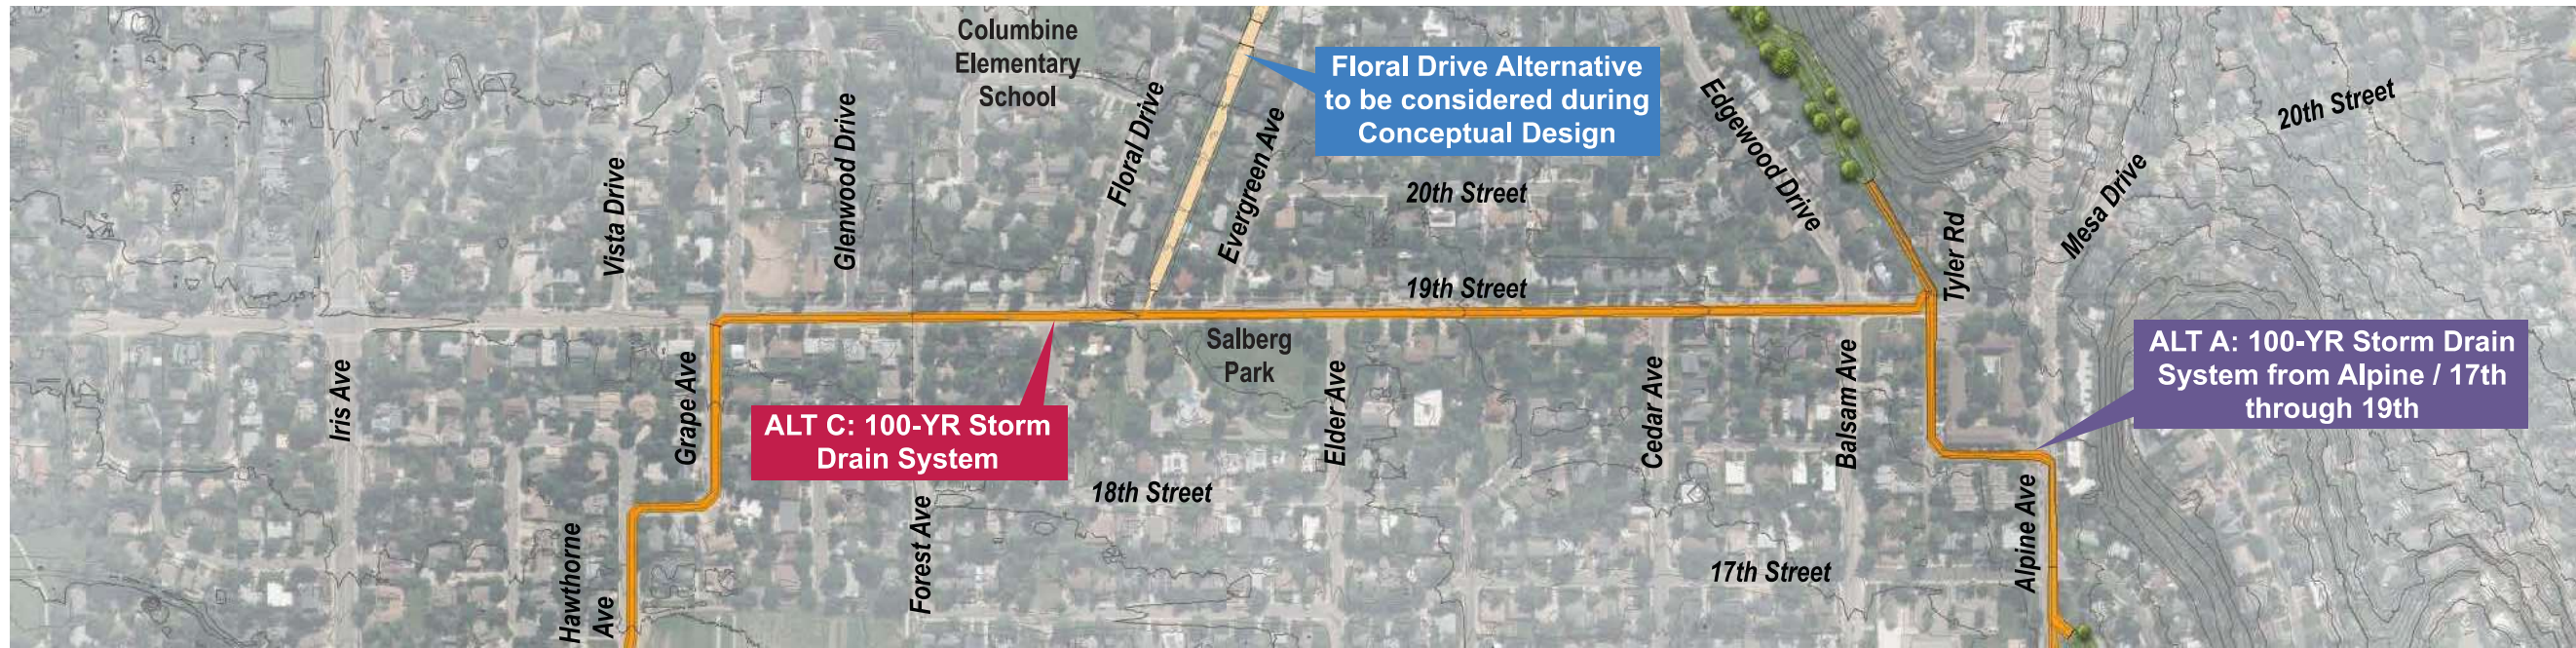 Columbine
Elementary
School
Floral Drive Alternative
to be considered during
Conceptual Design
Floral Drive
Evergreen Ave
Edgewood Drive
20th Street
Glenwood Drive
Vista Drive
20th Street
Mesa Drive
Tyler Rd
19th Street
Salberg
Park
Iris Ave
Grape Ave
ALT C: 100-YR Storm
Drain System
Elder Ave
Cedar Ave
Balsam Ave
ALT A: 100-YR Storm Drain
System from Alpine / 17th
through 19th
18th Street
Hawthorne
Ave
Forest Ave
17th Street
Alpine Ave